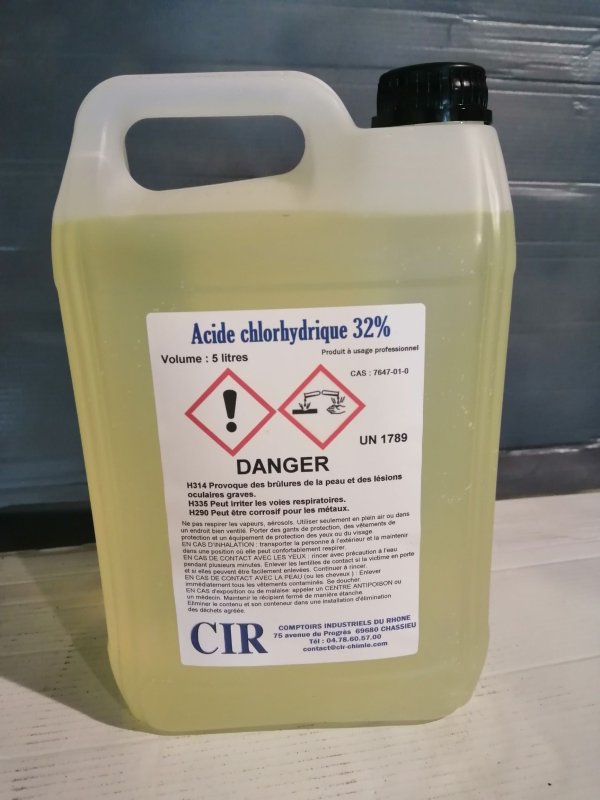 Acide chlorhydrique 32%
Volume : 5 litres
Produit à usage professionnel
CAS : 7647-01-0
UN 1789
DANGER
H314 Provoque des brûlures de la peau et des lésions
oculaires graves.
H335 Peut irriter les voies respiratoires.
H290 Peut être corrosif pour les métaux.
Ne pas respirer les vapeurs, aérosols. Utiliser seulement en plein air ou dans
un endroit bien ventilé. Porter des gants de protection, des vêtements de
protection et un équipement de protection des yeux ou du visage.
EN CAS D'INHALATION : transporter la personne à l'extérieur et la maintenir
dans une position où elle peut confortablement respirer.
EN CAS DE CONTACT AVEC LES YEUX : rincer avec précaution à l'eau
pendant plusieurs minutes. Enlever les lentilles de contact si la victime en porte
et si elles peuvent être facilement enlevées. Continuer à rincer.
EN CAS DE CONTACT AVEC LA PEAU (ou les cheveux ) : Enlever
immédiatement tous les vêtements contaminés. Se doucher.
EN CAS d'exposition ou de malaise: appeler un CENTRE ANTIPOISON ou
un médecin. Maintenir le récipient fermé de manière étanche.
Eliminer le contenu et son conteneur dans une installation d'élimination
des déchets agréée.
CIR
COMPTOIRS INDUSTRIELS DU RHONE
75 avenue du Progrès 69680 CHASSIEU
Tél : 04.78.60.57.00
contact@cir-chimie.com